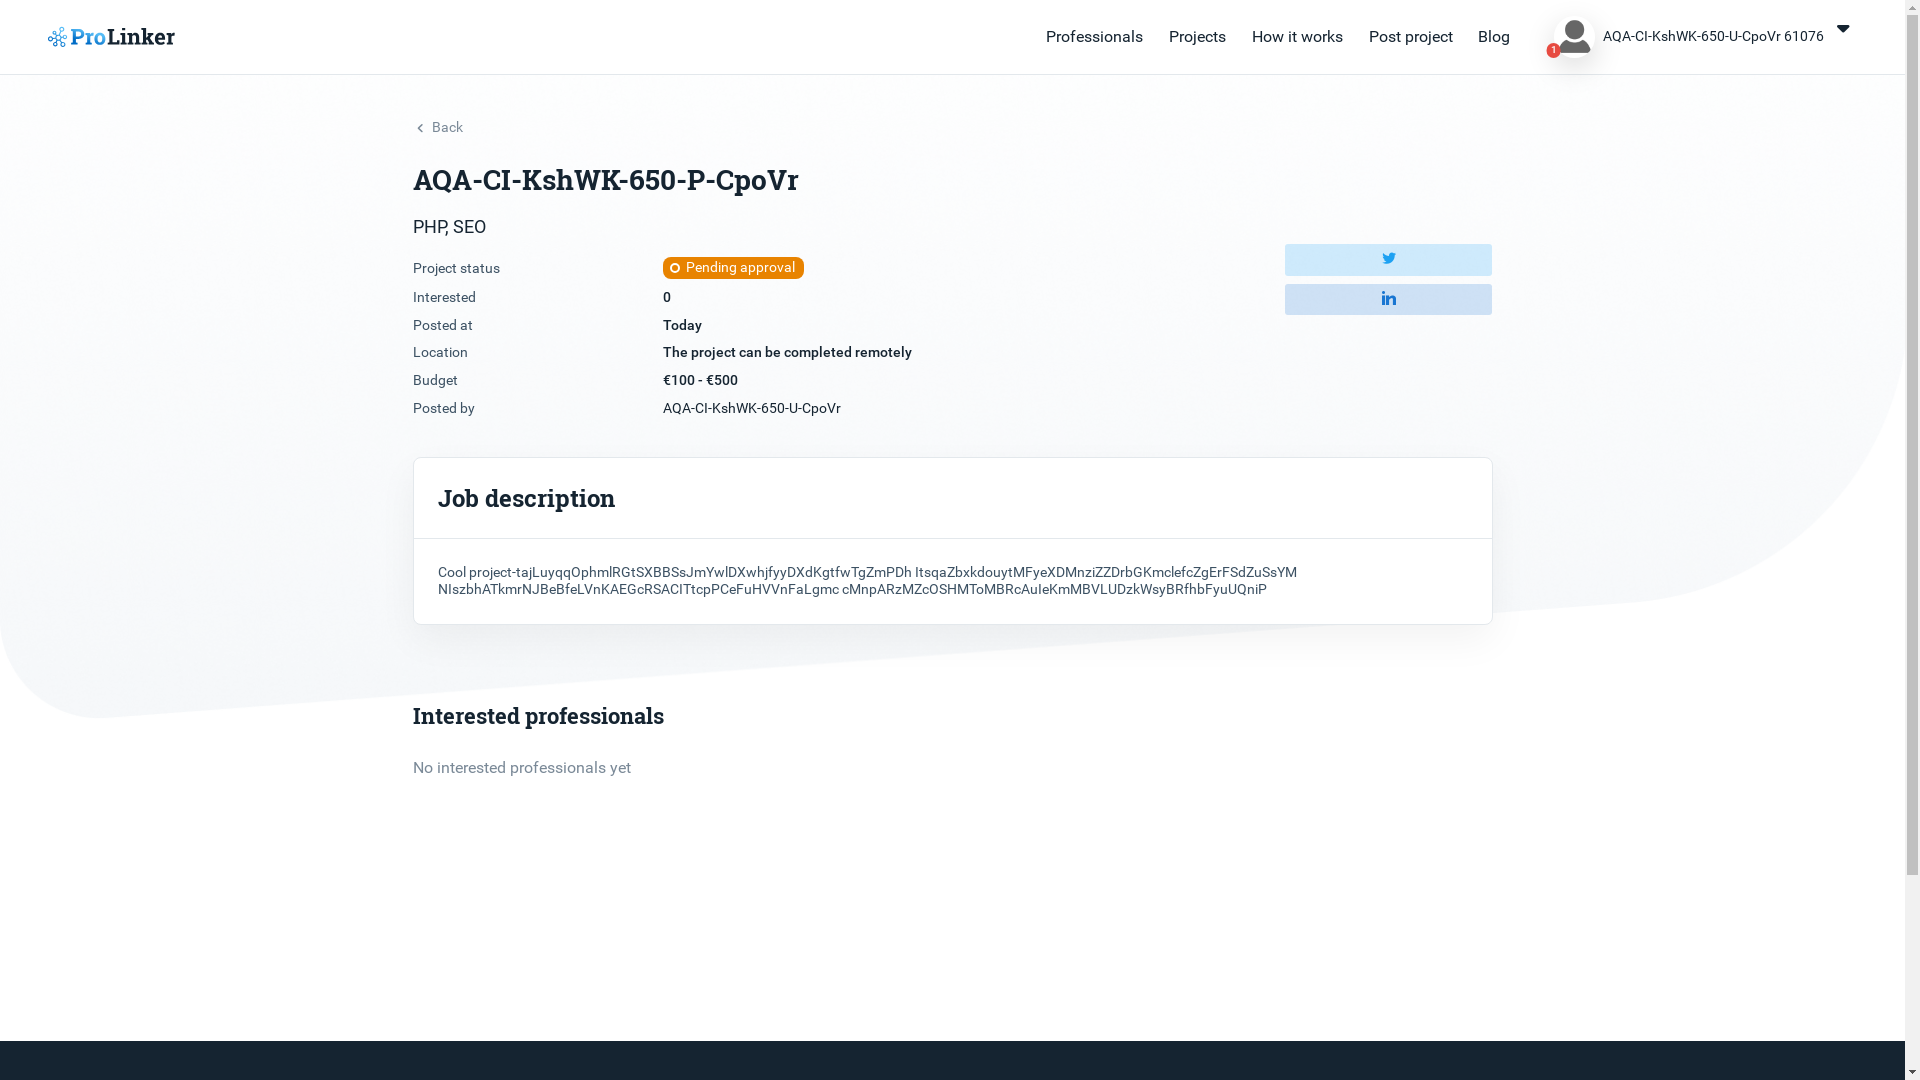 ProLinker
Professionals
Projects
How it works
Post project
Blog
1
AQA-CI-KshWK-650-U-CpoVr 61076
Back
AQA-CI-KshWK-650-P-CpoVr
PHP, SEO
Project status Pending approval
Interested 0
Posted at Today
Location The project can be completed remotely
Budget €100 - €500
Posted by AQA-CI-KshWK-650-U-CpoVr
Job description
Cool project-tajLuyqqOphmlRGtSXBBSsJmYwlDXwhjfyyDXdKgtfwTgZmPDh ItsqaZbxkdouytMFyeXDMnziZZDrbGKmclefcZgErFSdZuSsYM
NIszbhATkmrNJBeBfeLVnKAEGcRSACITtcpPCeFuHVVnFaLgmc cMnpARzMZcOSHMToMBRcAuIeKmMBVLUDzkWsyBRfhbFyuUQniP
Interested professionals
No interested professionals yet